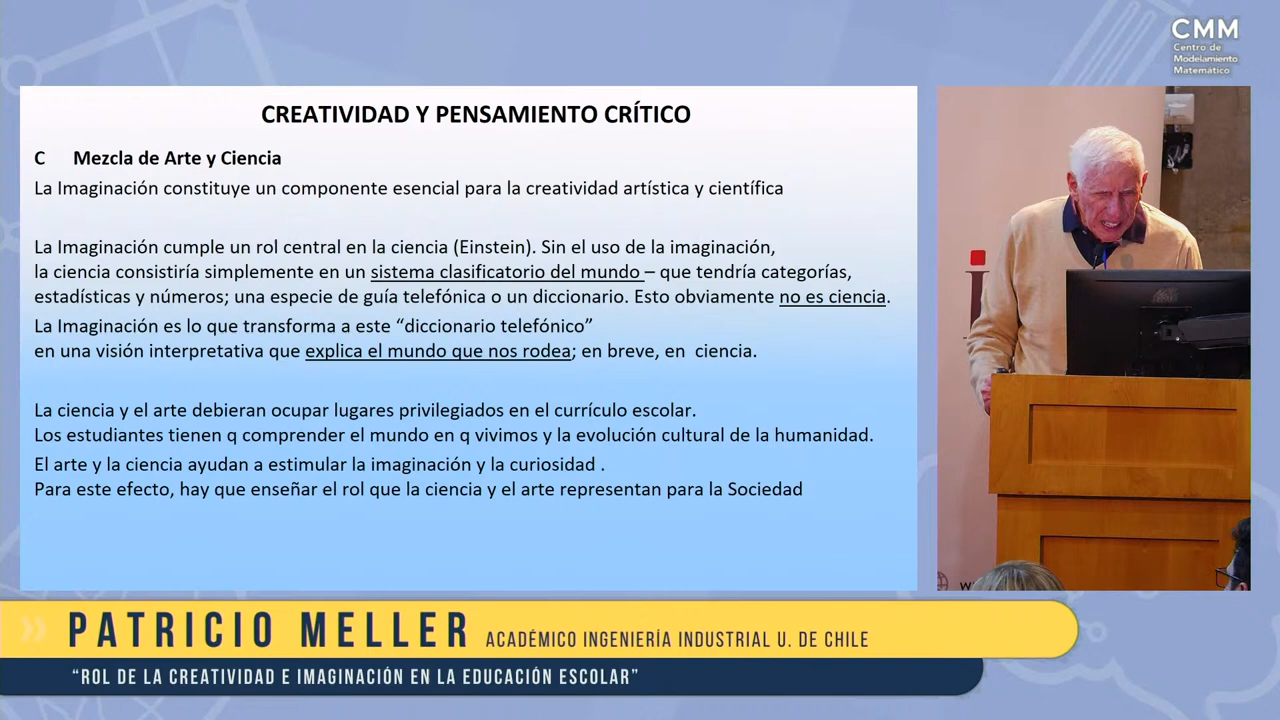 CMM
Centro de
Modelamiento
Matemático
CREATIVIDAD Y PENSAMIENTO CRÍTICO
C Mezcla de Arte y Ciencia
La Imaginación constituye un componente esencial para la creatividad artística y científica
La Imaginación cumple un rol central en la ciencia (Einstein). Sin el uso de la imaginación,
la ciencia consistiría simplemente en un sistema clasificatorio del mundo – que tendría categorías,
estadísticas y números; una especie de guía telefónica o un diccionario. Esto obviamente no es ciencia.
La Imaginación es lo que transforma a este “diccionario telefónico”
en una visión interpretativa que explica el mundo que nos rodea; en breve, en ciencia.
La ciencia y el arte debieran ocupar lugares privilegiados en el currículo escolar.
Los estudiantes tienen q comprender el mundo en q vivimos y la evolución cultural de la humanidad.
El arte y la ciencia ayudan a estimular la imaginación y la curiosidad .
Para este efecto, hay que enseñar el rol que la ciencia y el arte representan para la Sociedad
PATRICIO MELLER ACADÉMICO INGENIERÍA INDUSTRIAL U. DE CHILE
“ROL DE LA CREATIVIDAD E IMAGINACIÓN EN LA EDUCACIÓN ESCOLAR”